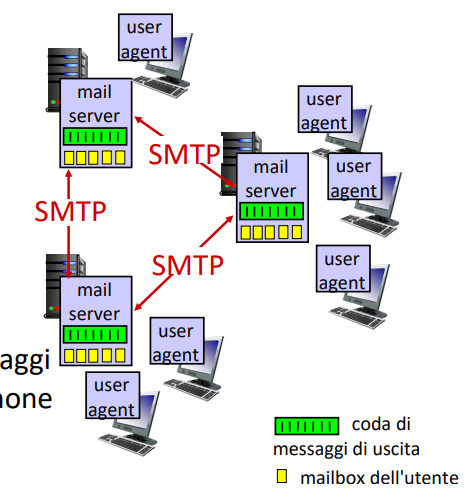 user
agent
mail
server
SMTP
user
agent
mail
server
user
agent
SMTP
SMTP
user
agent
mail
server
user
agent
aggi
none
user
agent
coda di
messaggi di uscita
mailbox dell'utente